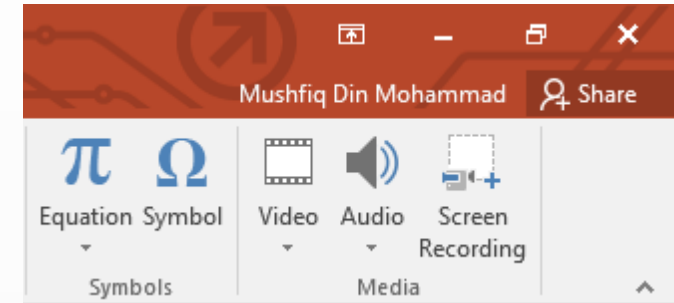 Mushfiq Din Mohammad Share
π Ω
Equation Symbol Video Audio Screen
Recording
Symbols Media